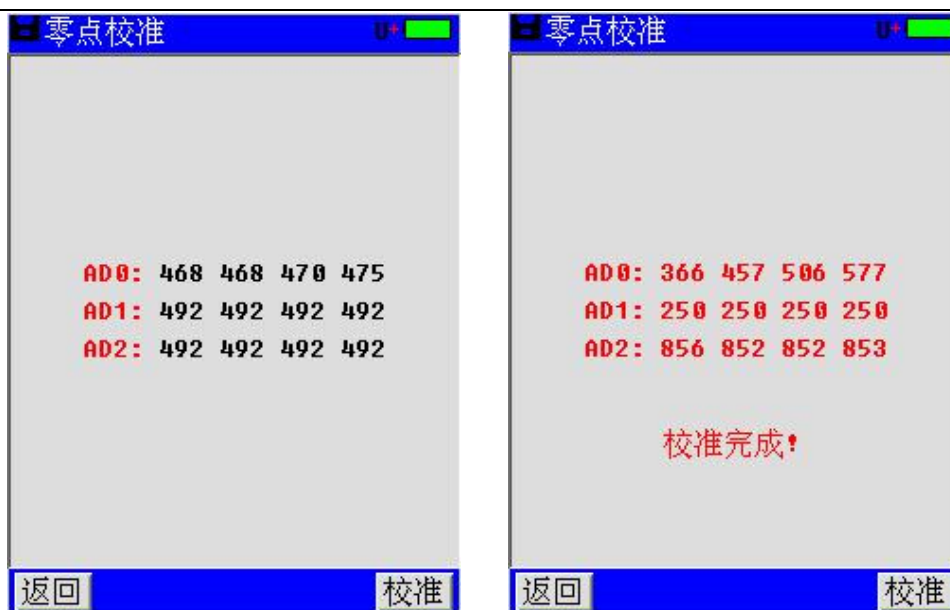 零点校准 U+
AD0: 468 468 470 475
AD1: 492 492 492 492
AD2: 492 492 492 492
返回 校准
零点校准 U+
AD0: 366 457 506 577
AD1: 250 250 250 250
AD2: 856 852 852 853
校准完成!
返回 校准